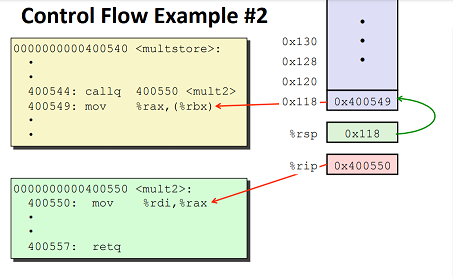 Control Flow Example #2
0000000000400540 <multstore>:
•
•
400544: callq 400550 <mult2>
400549: mov %rax,(%rbx)
•
•
0000000000400550 <mult2>:
400550: mov %rdi,%rax
•
•
400557: retq
•
•
•
0x130
0x128
0x120
0x118 0x400549
%rsp 0x118
%rip 0x400550